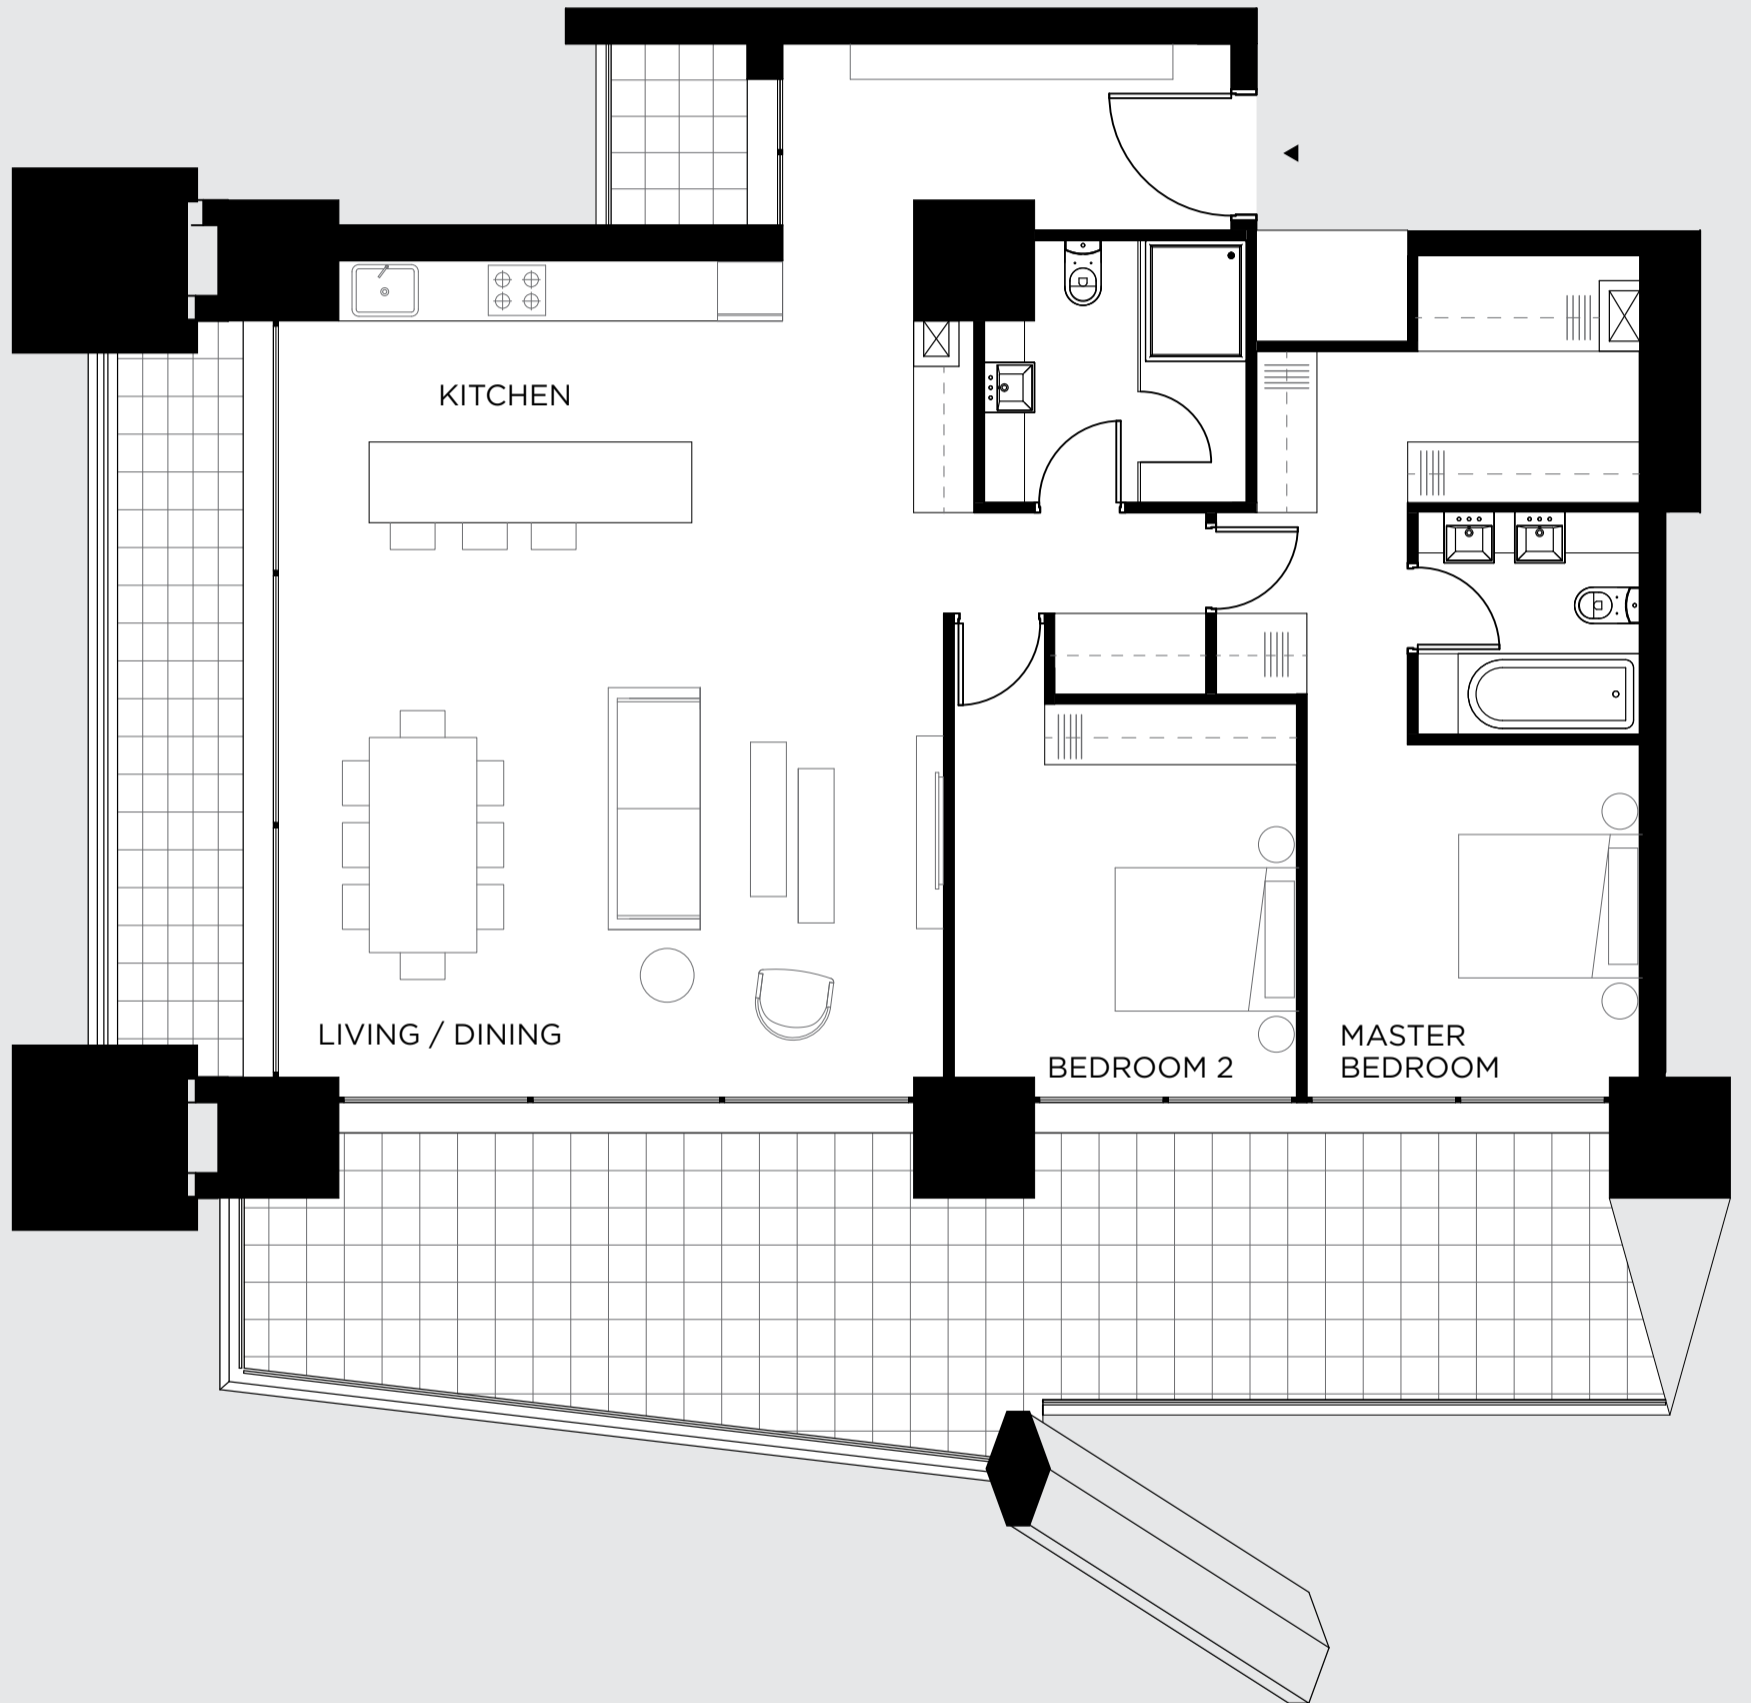 KITCHEN
LIVING / DINING
BEDROOM 2
MASTER
BEDROOM